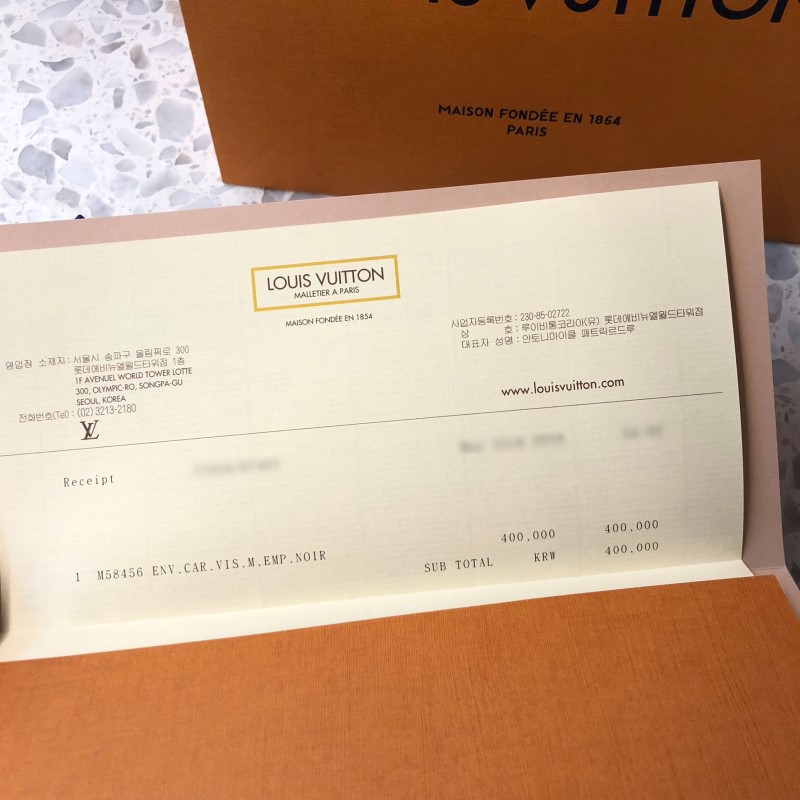 LOUIS VUITTON
MAISON FONDÉE EN 1854
PARIS
LOUIS VUITTON
MALLETIER A PARIS
MAISON FONDÉE EN 1854
영업장 소재지 : 서울시 송파구 올림픽로 300
롯데에비뉴엘월드타워점 1층
1F AVENUEL WORLD TOWER LOTTE
300, OLYMPIC-RO, SONGPA-GU
SEOUL, KOREA
전화번호(Tel) : (02) 3213-2180
사업자등록번호 : 230-85-02722
상 호 : 루이비통코리아(유) 롯데에비뉴엘월드타워점
대표자 성명 : 안토니마이클 패트릭르드루
www.louisvuitton.com
LV
Receipt
1 M58456 ENV.CAR.VIS.M.EMP.NOIR 400,000 400,000
SUB TOTAL KRW 400,000